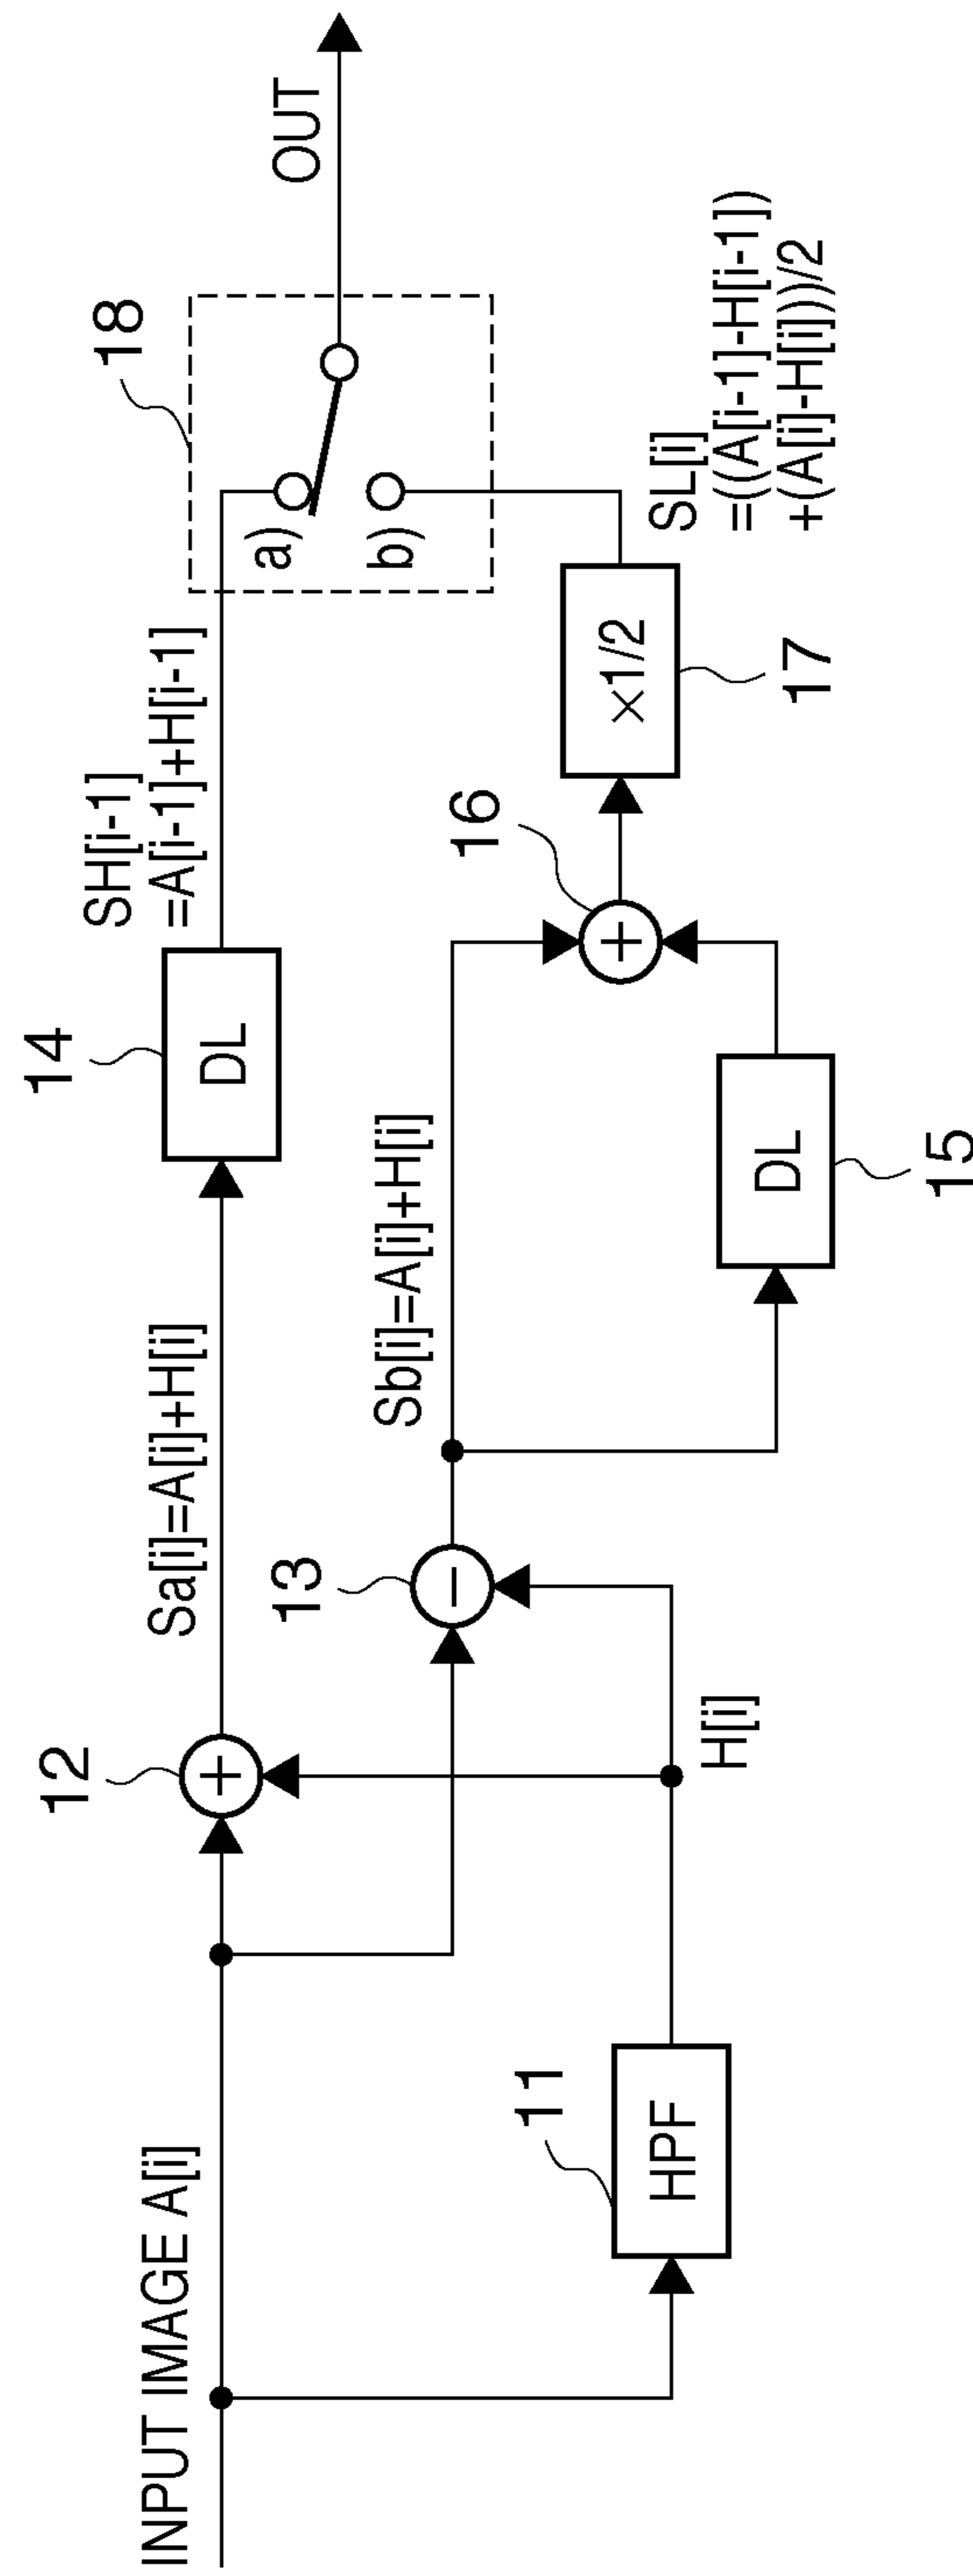 INPUT IMAGE A[i]
11
HPF
H[i]
12
+
Sa[i]=A[i]+H[i]
13
−
Sb[i]=A[i]+H[i]
14
DL
15
DL
16
+
SH[i-1]
=A[i-1]+H[i-1]
×1/2
17
18
a)
b)
SL[i]
=((A[i-1]-H[i-1])
+(A[i]-H[i]))/2
OUT